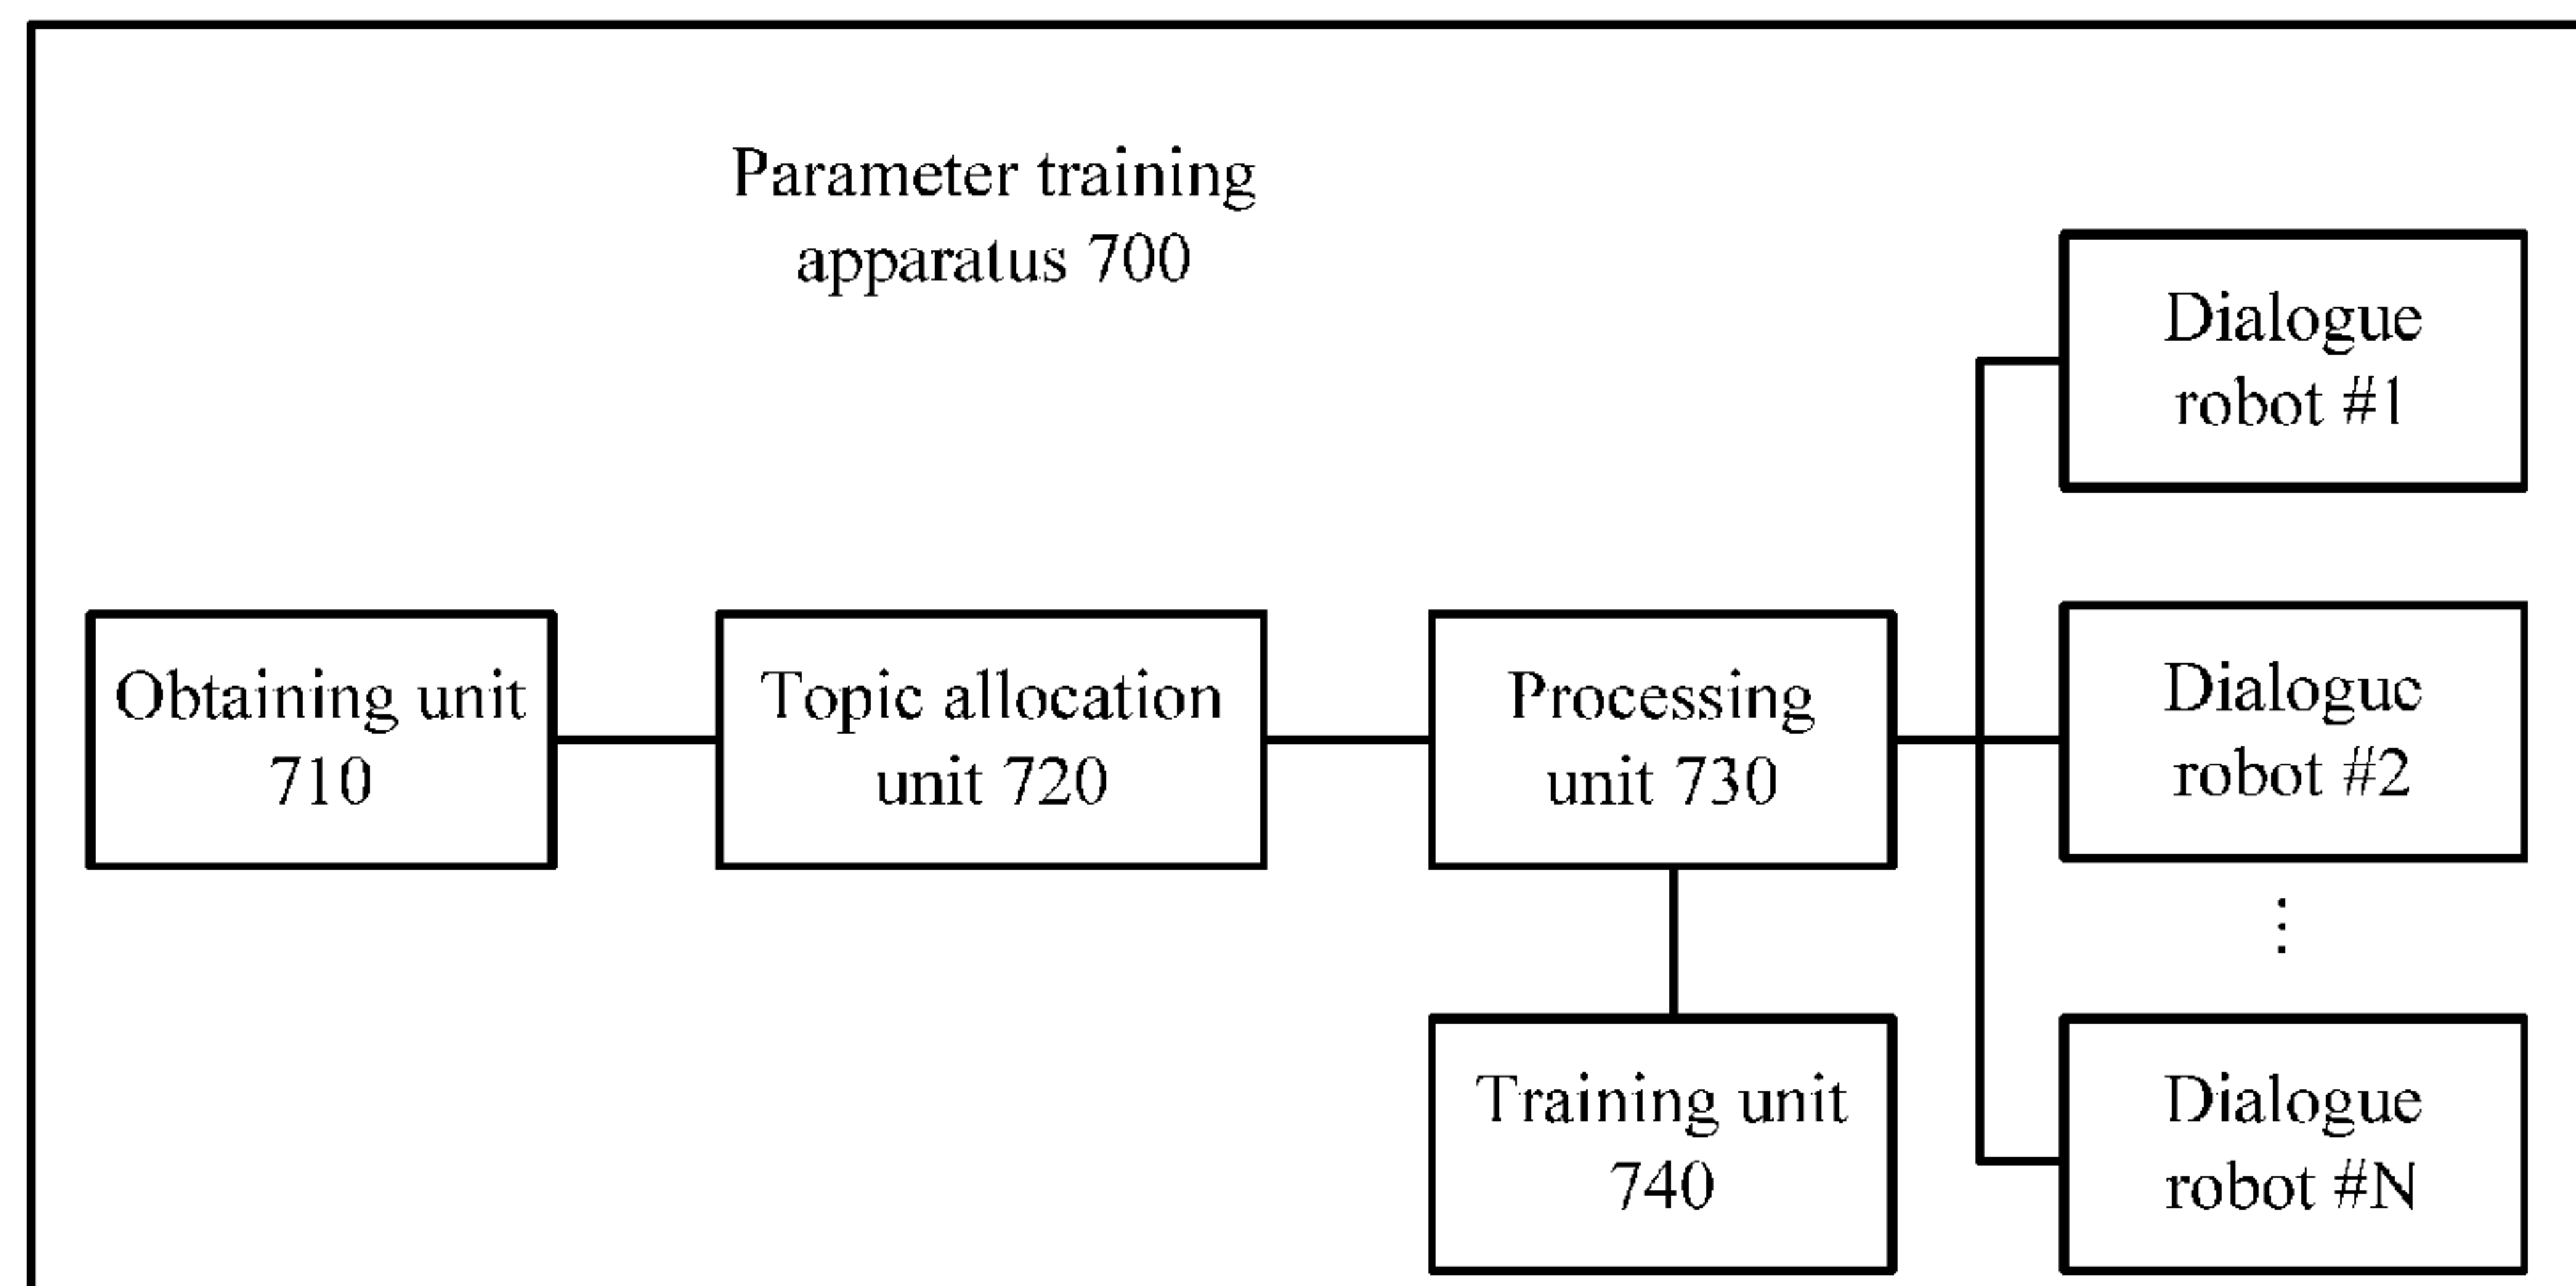 Parameter training
apparatus 700
Dialogue
robot #1
Obtaining unit
710
Topic allocation
unit 720
Processing
unit 730
Dialogue
robot #2
⋮
Training unit
740
Dialogue
robot #N